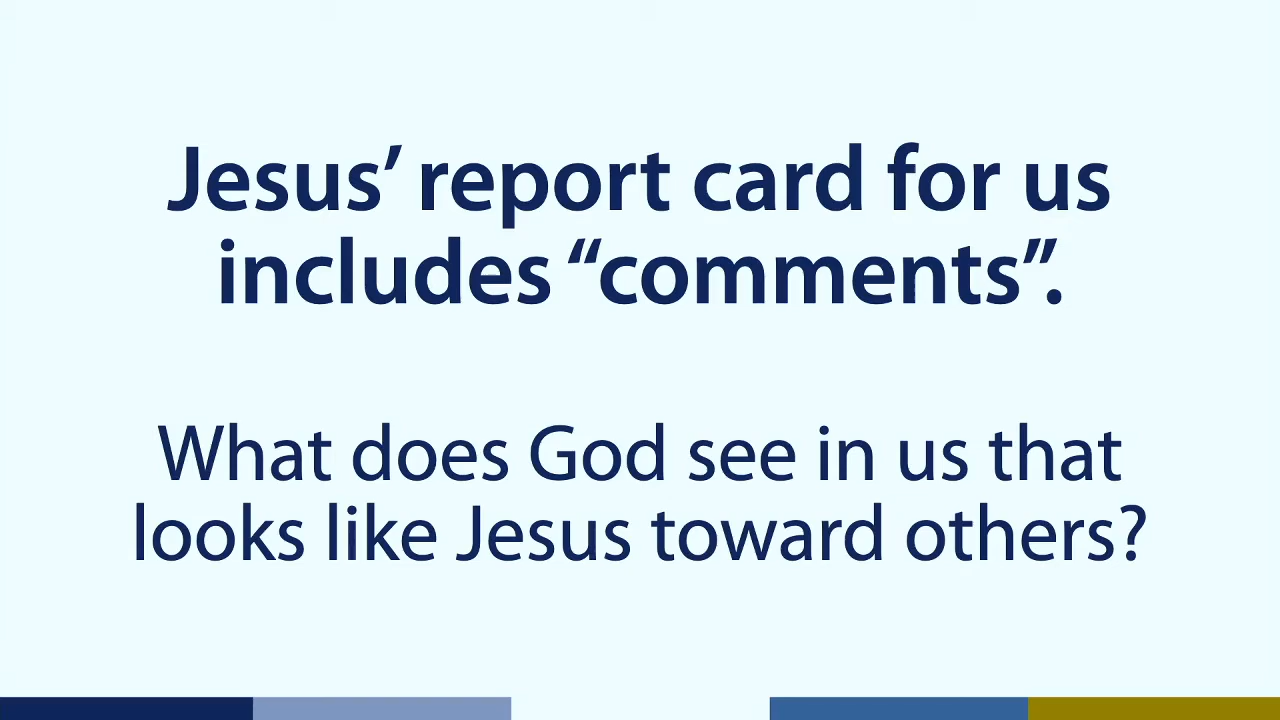 Jesus’ report card for us
includes “comments”.
What does God see in us that
looks like Jesus toward others?